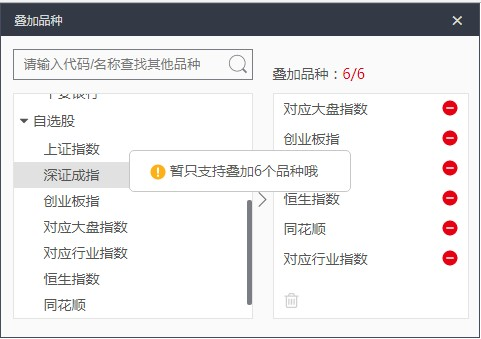 叠加品种
请输入代码/名称查找其他品种
叠加品种：6/6
自选股
上证指数
深证成指
创业板指
对应大盘指数
对应行业指数
恒生指数
同花顺
暂只支持叠加6个品种哦
对应大盘指数
创业板指
恒生指数
同花顺
对应行业指数